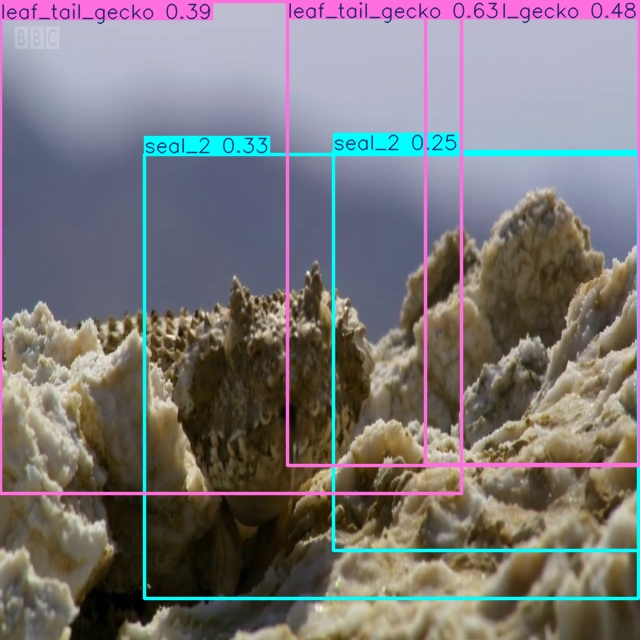 leaf_tail_gecko 0.39
leaf_tail_gecko 0.63
l_gecko 0.48
BBC
seal_2 0.33
seal_2 0.25